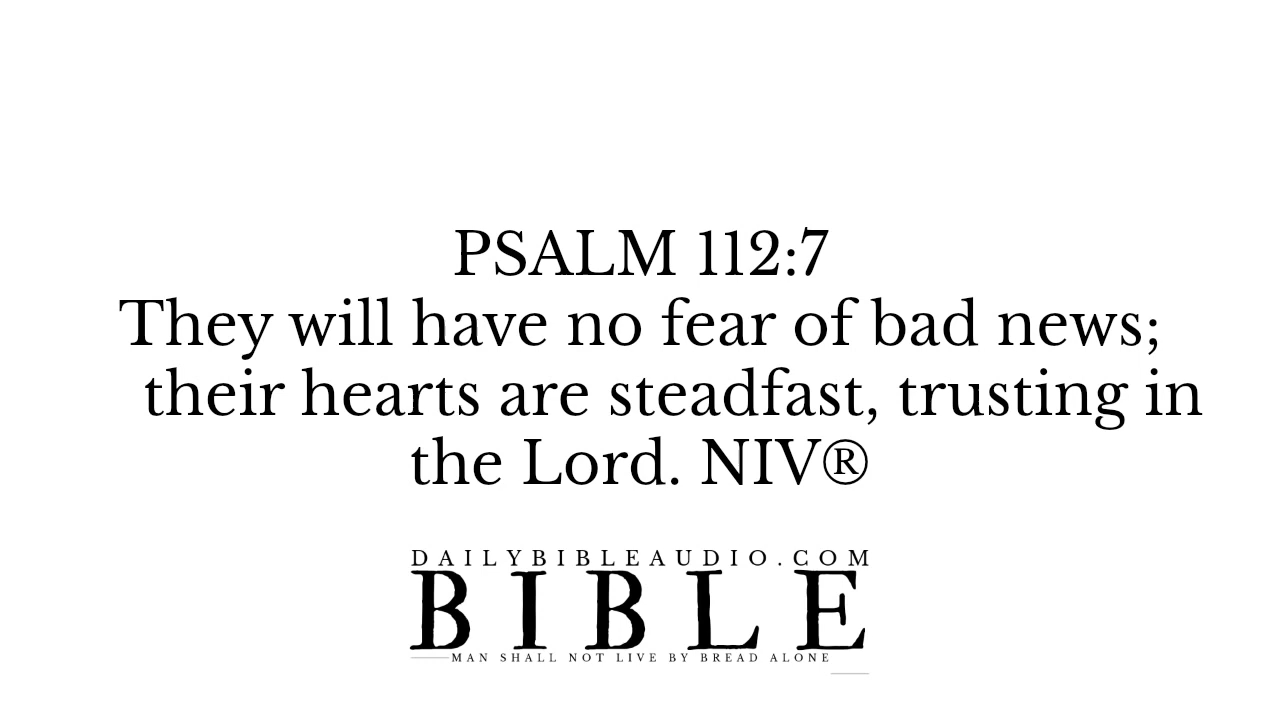 PSALM 112:7
They will have no fear of bad news;
their hearts are steadfast, trusting in
the Lord. NIV®
DAILYBIBLEAUDIO.COM
BIBLE
MAN SHALL NOT LIVE BY BREAD ALONE